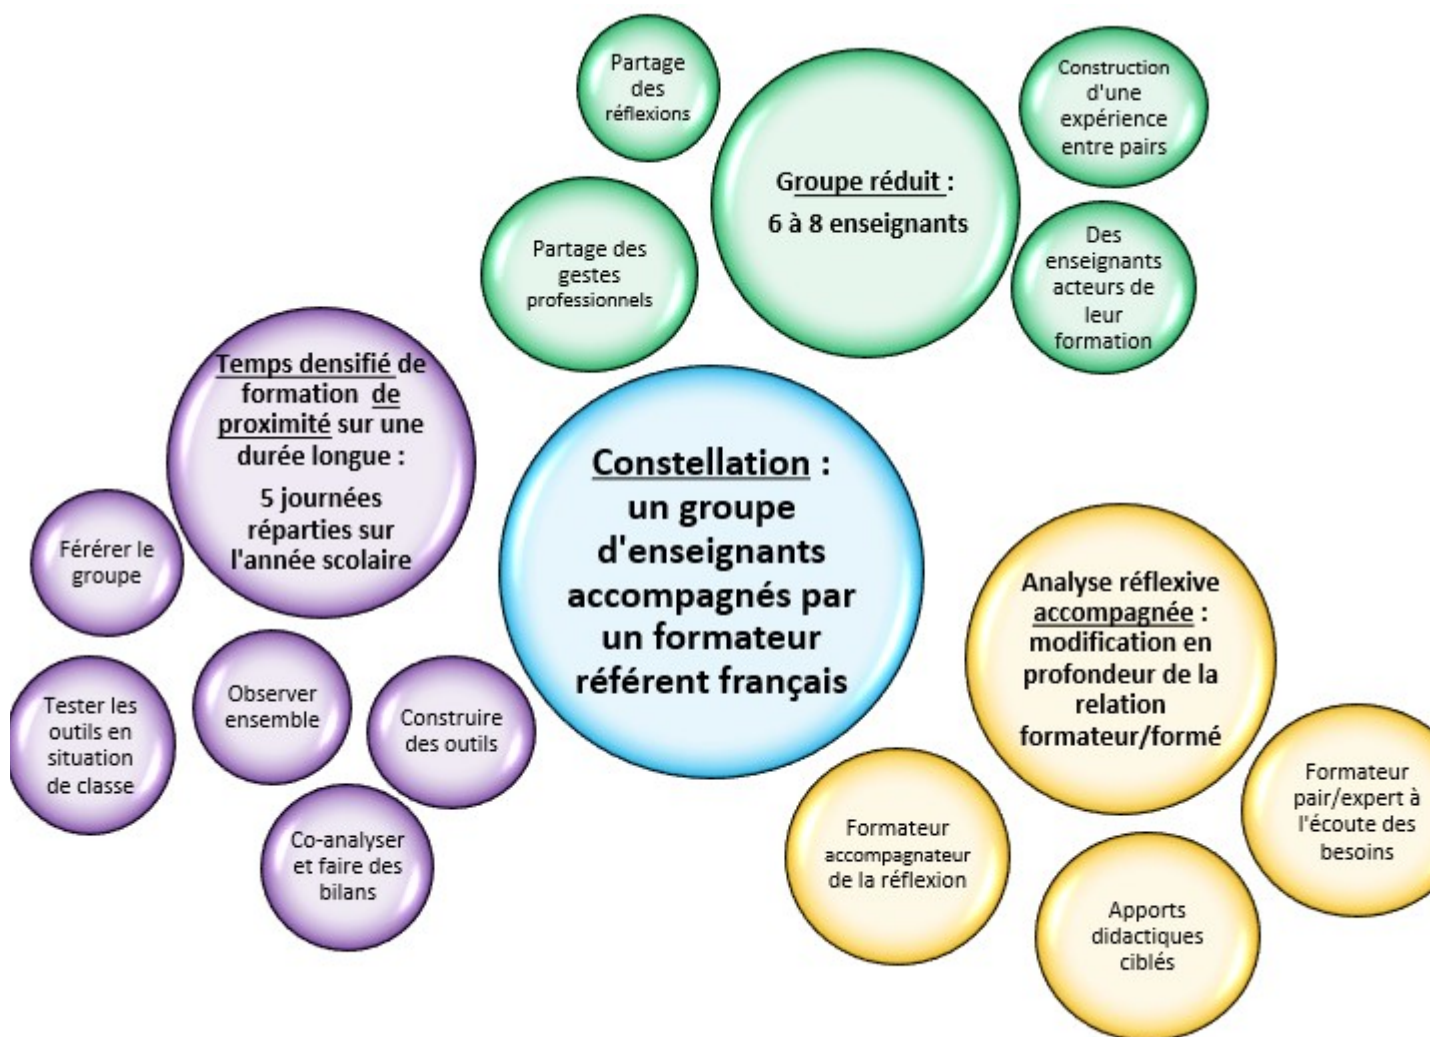 Partage
des
réflexions
Construction
d'une
expérience
entre pairs
Groupe réduit :
6 à 8 enseignants
Partage des
gestes
professionnels
Des
enseignants
acteurs de
leur
formation
Temps densifié de
formation de
proximité sur une
durée longue :
5 journées
réparties sur
l'année scolaire
Constellation :
un groupe
d'enseignants
accompagnés par
un formateur
référent français
Férérer le
groupe
Tester les
outils en
situation
de classe
Observer
ensemble
Construire
des outils
Co-analyser
et faire des
bilans
Analyse réflexive
accompagnée :
modification en
profondeur de la
relation
formateur/formé
Formateur
accompagnateur
de la réflexion
Apports
didactiques
ciblés
Formateur
pair/expert à
l'écoute des
besoins